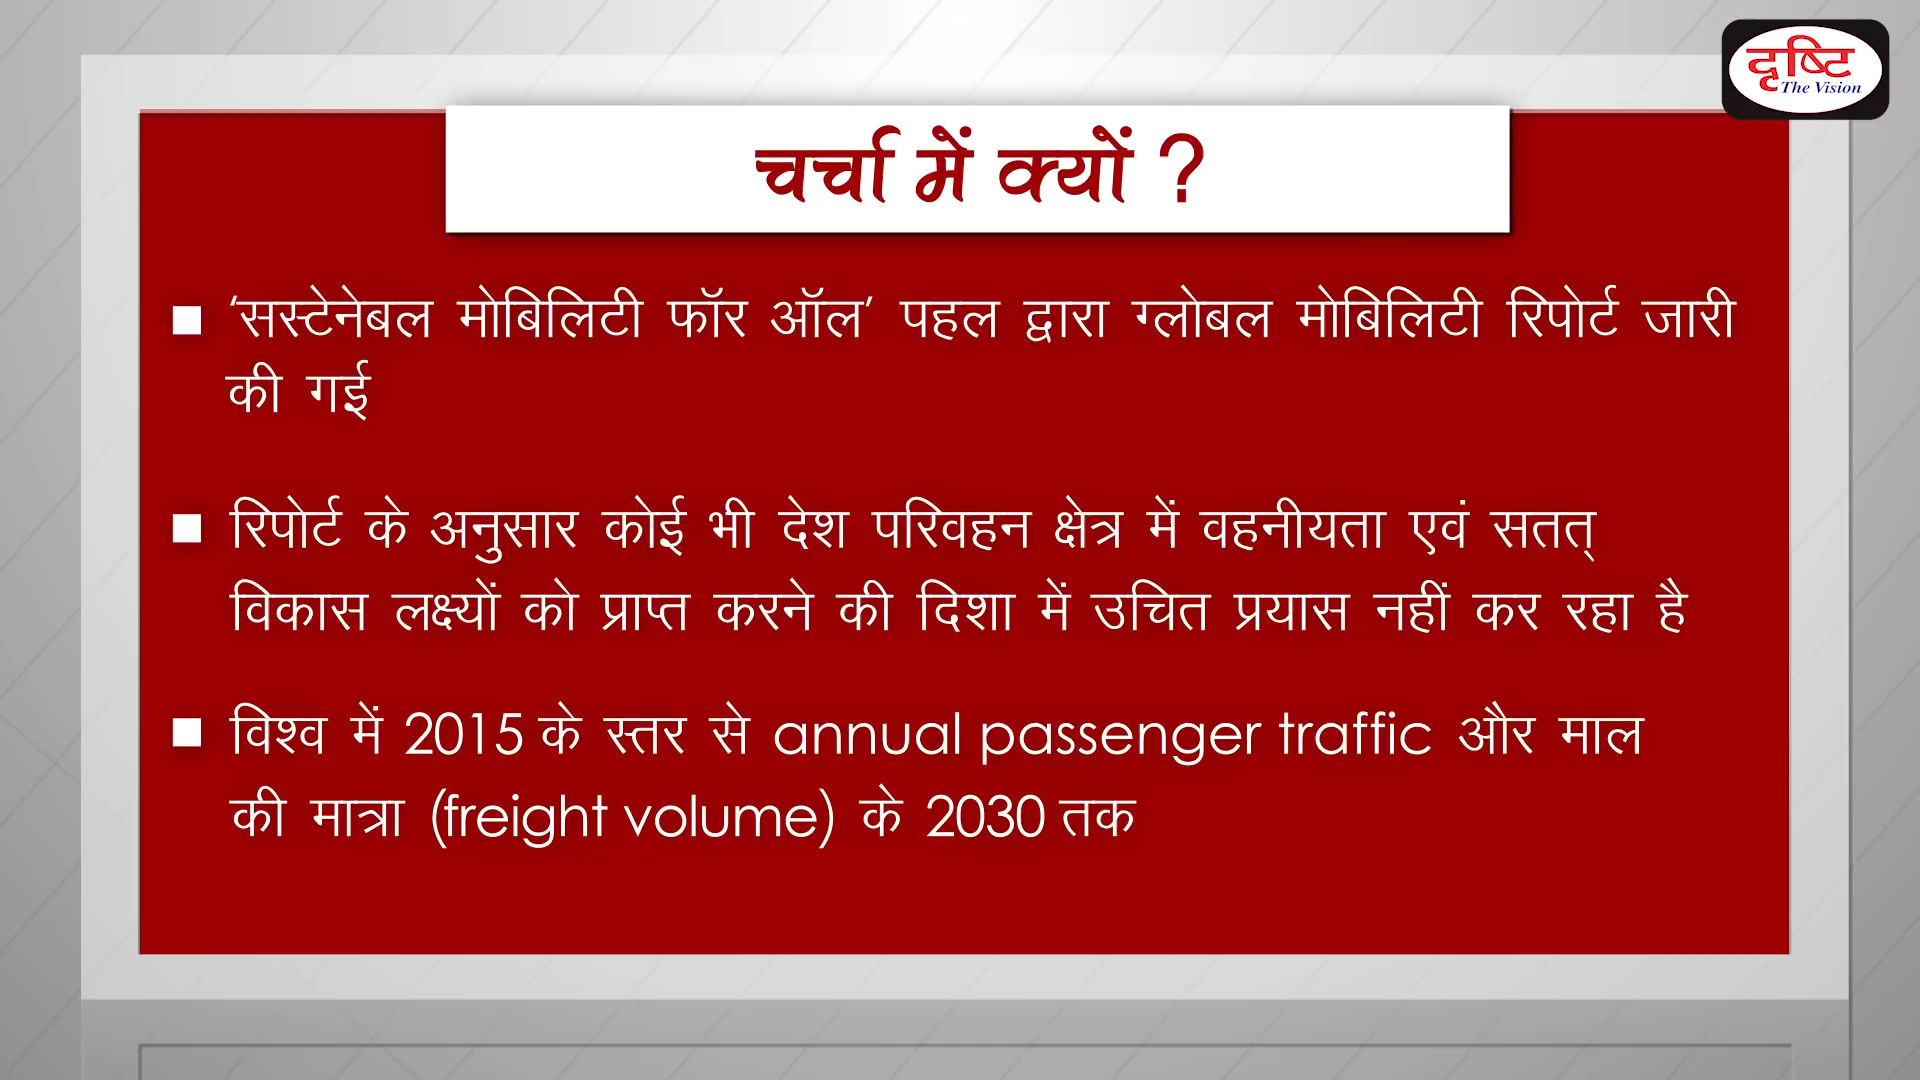 दृष्टि
The Vision
चर्चा में क्यों ?
■ ‘सस्टेनेबल मोबिलिटी फॉर ऑल’ पहल द्वारा ग्लोबल मोबिलिटी रिपोर्ट जारी
की गई
■ रिपोर्ट के अनुसार कोई भी देश परिवहन क्षेत्र में वहनीयता एवं सतत्
विकास लक्ष्यों को प्राप्त करने की दिशा में उचित प्रयास नहीं कर रहा है
■ विश्व में 2015 के स्तर से annual passenger traffic और माल
की मात्रा (freight volume) के 2030 तक